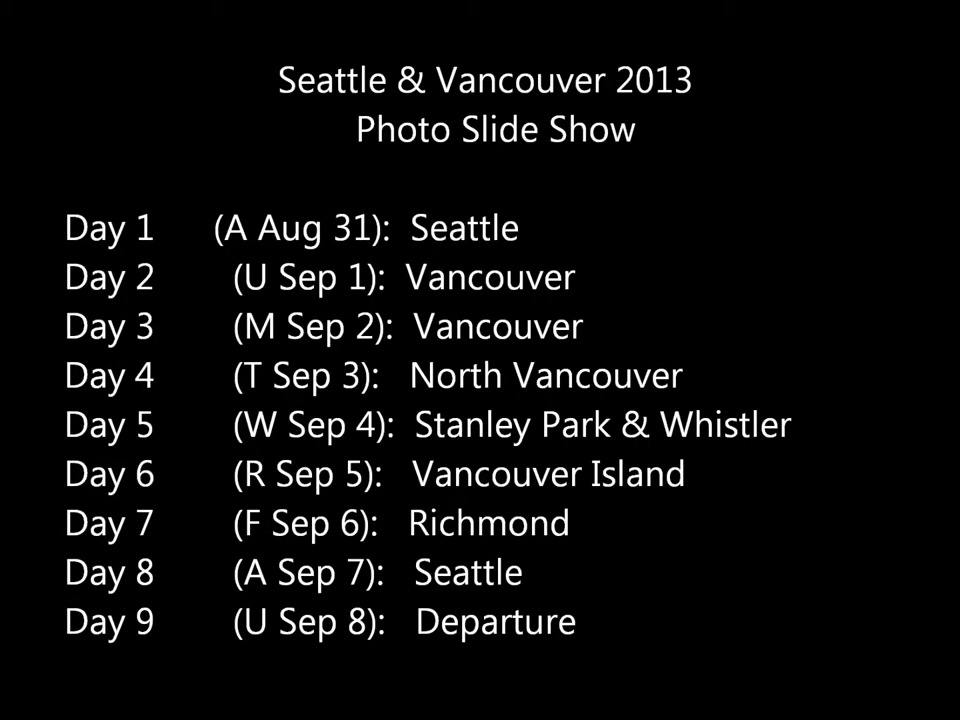 Seattle & Vancouver 2013
Photo Slide Show
Day 1 (A Aug 31): Seattle
Day 2 (U Sep 1): Vancouver
Day 3 (M Sep 2): Vancouver
Day 4 (T Sep 3): North Vancouver
Day 5 (W Sep 4): Stanley Park & Whistler
Day 6 (R Sep 5): Vancouver Island
Day 7 (F Sep 6): Richmond
Day 8 (A Sep 7): Seattle
Day 9 (U Sep 8): Departure